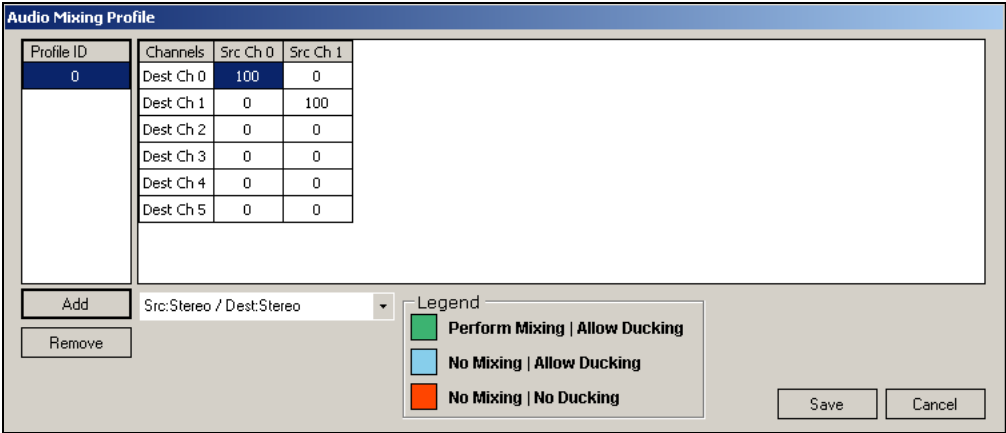 Audio Mixing Profile
Profile ID
0
Channels Src Ch 0 Src Ch 1
Dest Ch 0 100 0
Dest Ch 1 0 100
Dest Ch 2 0 0
Dest Ch 3 0 0
Dest Ch 4 0 0
Dest Ch 5 0 0
Add
Remove
Src:Stereo / Dest:Stereo
Legend
Perform Mixing | Allow Ducking
No Mixing | Allow Ducking
No Mixing | No Ducking
Save Cancel